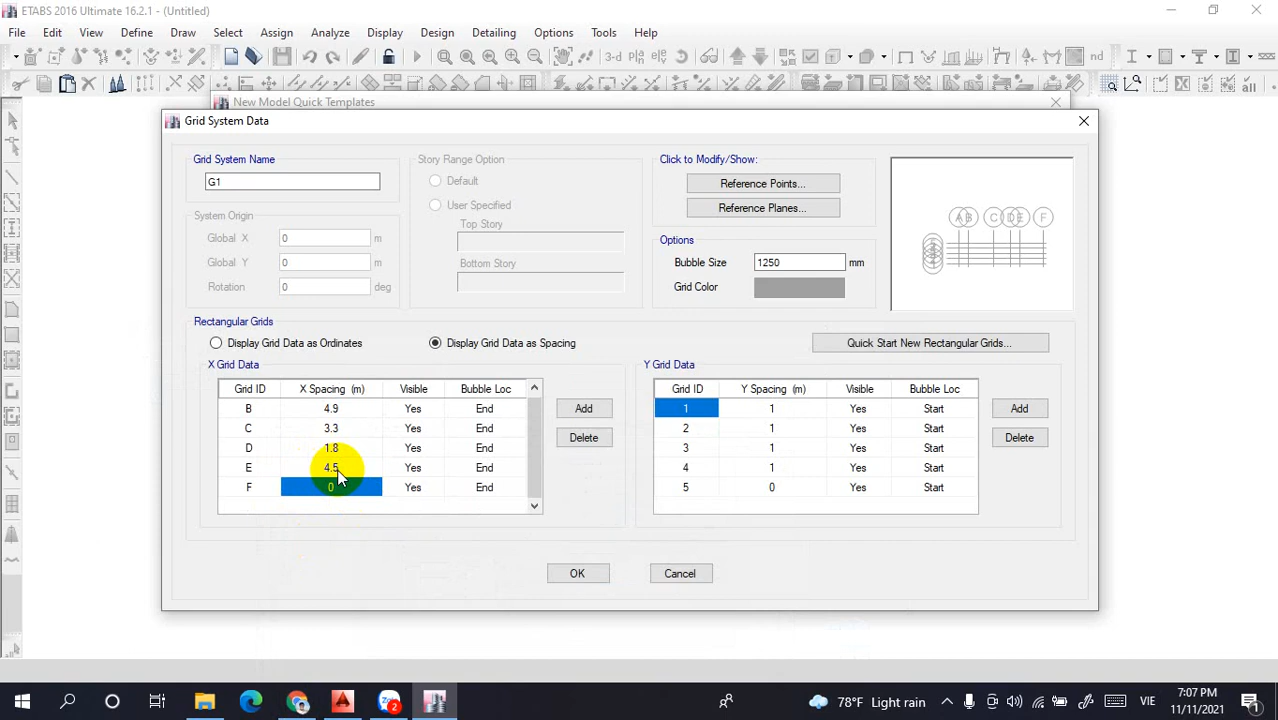 ETABS 2016 Ultimate 16.2.1 - (Untitled)
File Edit View Define Draw Select Assign Analyze Display Design Detailing Options Tools Help
3-d nd
all
New Model Quick Templates
Grid System Data
Grid System Name
G1
System Origin
Global X 0 m
Global Y 0 m
Rotation 0 deg
Story Range Option
Default
User Specified
Top Story
Bottom Story
Click to Modify/Show:
Reference Points...
Reference Planes...
Options
Bubble Size 1250 mm
Grid Color
A B C D E F
Rectangular Grids
Display Grid Data as Ordinates
Display Grid Data as Spacing
Quick Start New Rectangular Grids...
X Grid Data
Grid ID X Spacing (m) Visible Bubble Loc
B 4.9 Yes End
C 3.3 Yes End
D 1.8 Yes End
E 4.5 Yes End
F 0 Yes End
Add
Delete
Y Grid Data
Grid ID Y Spacing (m) Visible Bubble Loc
1 1 Yes Start
2 1 Yes Start
3 1 Yes Start
4 1 Yes Start
5 0 Yes Start
Add
Delete
OK
Cancel
78°F Light rain
VIE
7:07 PM
11/11/2021